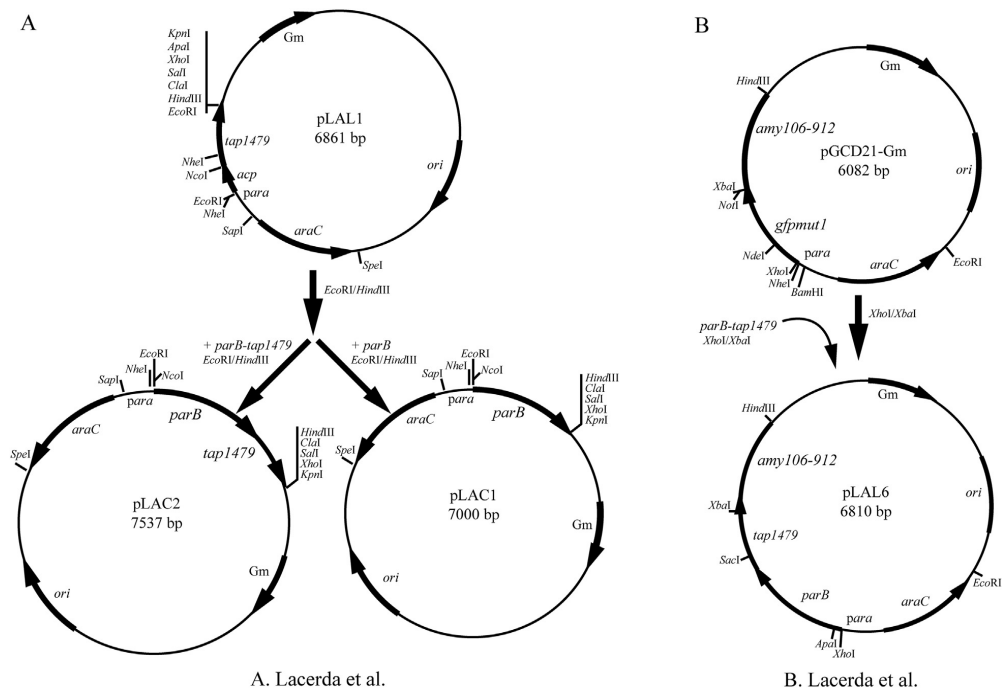 A
KpnI
ApaI
XhoI
SalI
ClaI
HindIII
EcoRI
Gm
pLAL1
6861 bp
tap1479
NheI
NcoI
acp
para
EcoRI
NheI
SapI
araC
SpeI
ori
EcoRI/HindIII
+ parB-tap1479
EcoRI/HindIII
+ parB
EcoRI/HindIII
EcoRI
NheI
NcoI
SapI
para
parB
araC
tap1479
SpeI
HindIII
ClaI
SalI
XhoI
KpnI
pLAC2
7537 bp
Gm
ori
EcoRI
NheI
NcoI
SapI
para
parB
araC
SpeI
HindIII
ClaI
SalI
XhoI
KpnI
pLAC1
7000 bp
Gm
ori
A. Lacerda et al.
B
Gm
HindIII
amy106-912
pGCD21-Gm
6082 bp
ori
XbaI
NotI
gfpmut1
NdeI
para
XhoI
NheI
BamHI
araC
EcoRI
XhoI/XbaI
parB-tap1479
XhoI/XbaI
Gm
HindIII
amy106-912
pLAL6
6810 bp
ori
XbaI
tap1479
SacI
parB
para
araC
EcoRI
ApaI
XhoI
B. Lacerda et al.